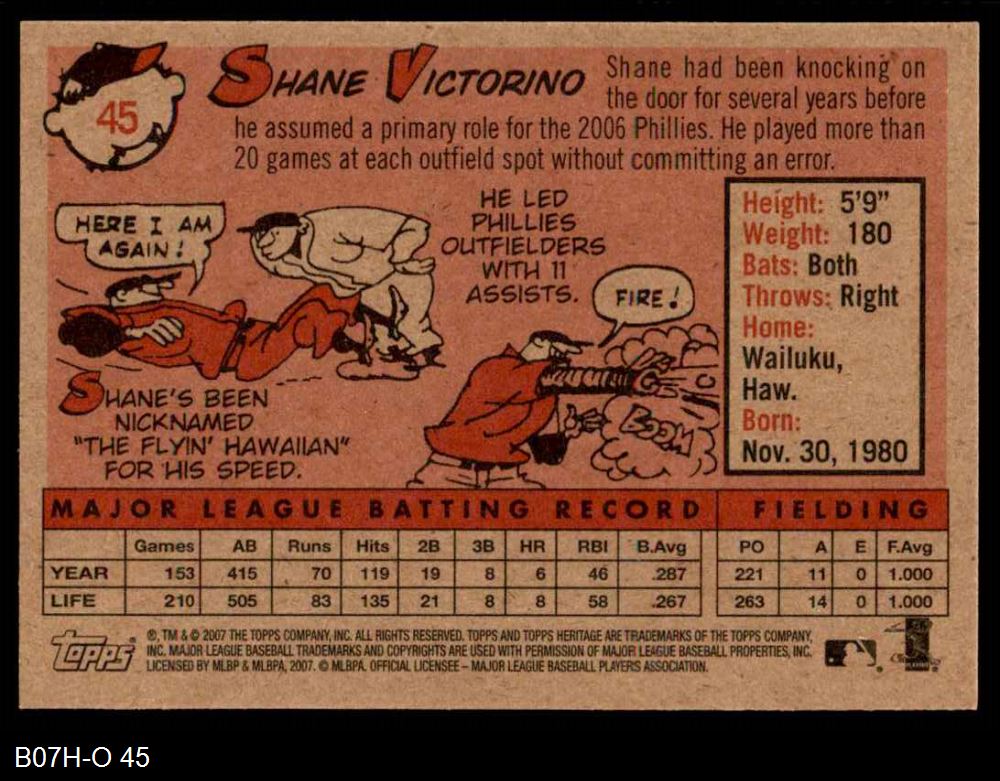 45
SHANE VICTORINO
Shane had been knocking on
the door for several years before
he assumed a primary role for the 2006 Phillies. He played more than
20 games at each outfield spot without committing an error.
HERE I AM
AGAIN!
SHANE'S BEEN
NICKNAMED
"THE FLYIN' HAWAIIAN"
FOR HIS SPEED.
HE LED
PHILLIES
OUTFIELDERS
WITH 11
ASSISTS.
FIRE!
BOOM
Height: 5'9"
Weight: 180
Bats: Both
Throws: Right
Home:
Wailuku,
Haw.
Born:
Nov. 30, 1980
MAJOR LEAGUE BATTING RECORD FIELDING
Games AB Runs Hits 2B 3B HR RBI B.Avg PO A E F.Avg
YEAR 153 415 70 119 19 8 6 46 .287 221 11 0 1.000
LIFE 210 505 83 135 21 8 8 58 .267 263 14 0 1.000
Topps
®, TM & © 2007 THE TOPPS COMPANY, INC. ALL RIGHTS RESERVED. TOPPS AND TOPPS HERITAGE ARE TRADEMARKS OF THE TOPPS COMPANY,
INC. MAJOR LEAGUE BASEBALL TRADEMARKS AND COPYRIGHTS ARE USED WITH PERMISSION OF MAJOR LEAGUE BASEBALL PROPERTIES, INC.
LICENSED BY MLBP & MLBPA, 2007. © MLBPA. OFFICIAL LICENSEE – MAJOR LEAGUE BASEBALL PLAYERS ASSOCIATION.
B07H-O 45